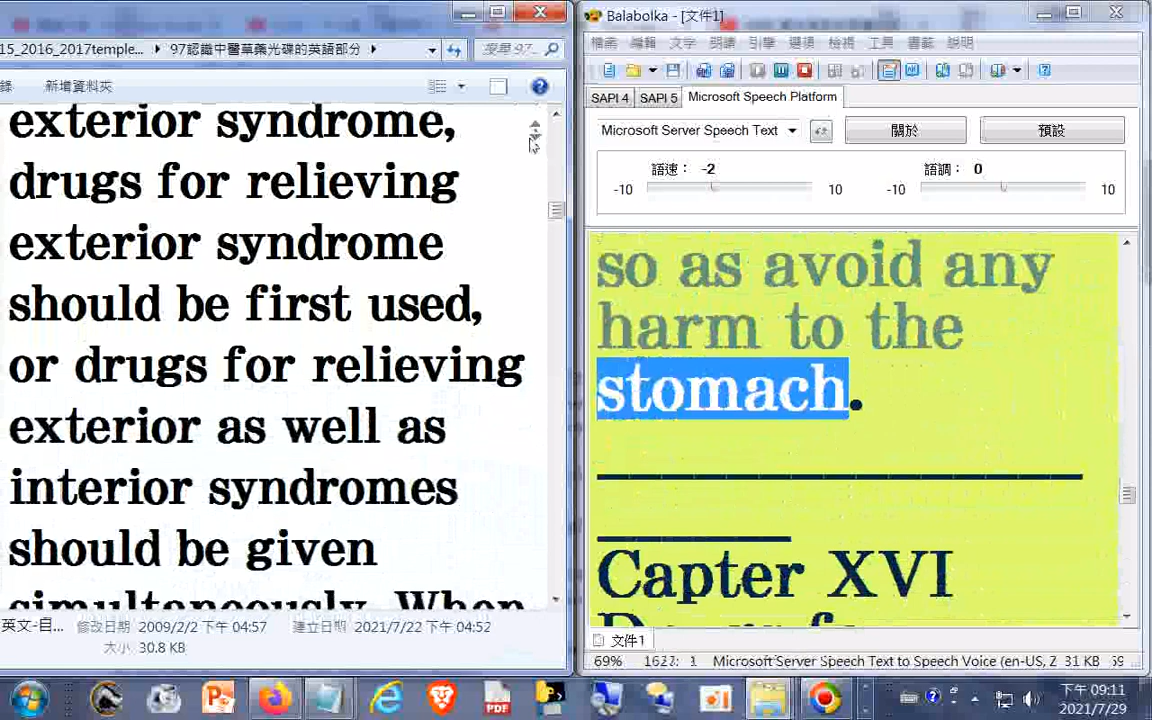 15_2016_2017temple...
97認識中醫草藥光碟的英語部分
搜尋 97...
錄
新增資料夾
exterior syndrome,
drugs for relieving
exterior syndrome
should be first used,
or drugs for relieving
exterior as well as
interior syndromes
should be given
simultaneously. When
英文-自...
修改日期 2009/2/2 下午 04:57
建立日期 2021/7/22 下午 04:52
大小 30.8 KB
Balabolka - [文件1]
檔案 編輯 文字 朗讀 引擎 選項 檢視 工具 書籤 說明
SAPI 4
SAPI 5
Microsoft Speech Platform
Microsoft Server Speech Text
關於
預設
語速: -2
語調: 0
-10
10
-10
10
so as avoid any
harm to the
stomach.
Capter XVI
文件1
69%
1627: 1
Microsoft Server Speech Text to Speech Voice (en-US, Z
31 KB
下午 09:11
2021/7/29